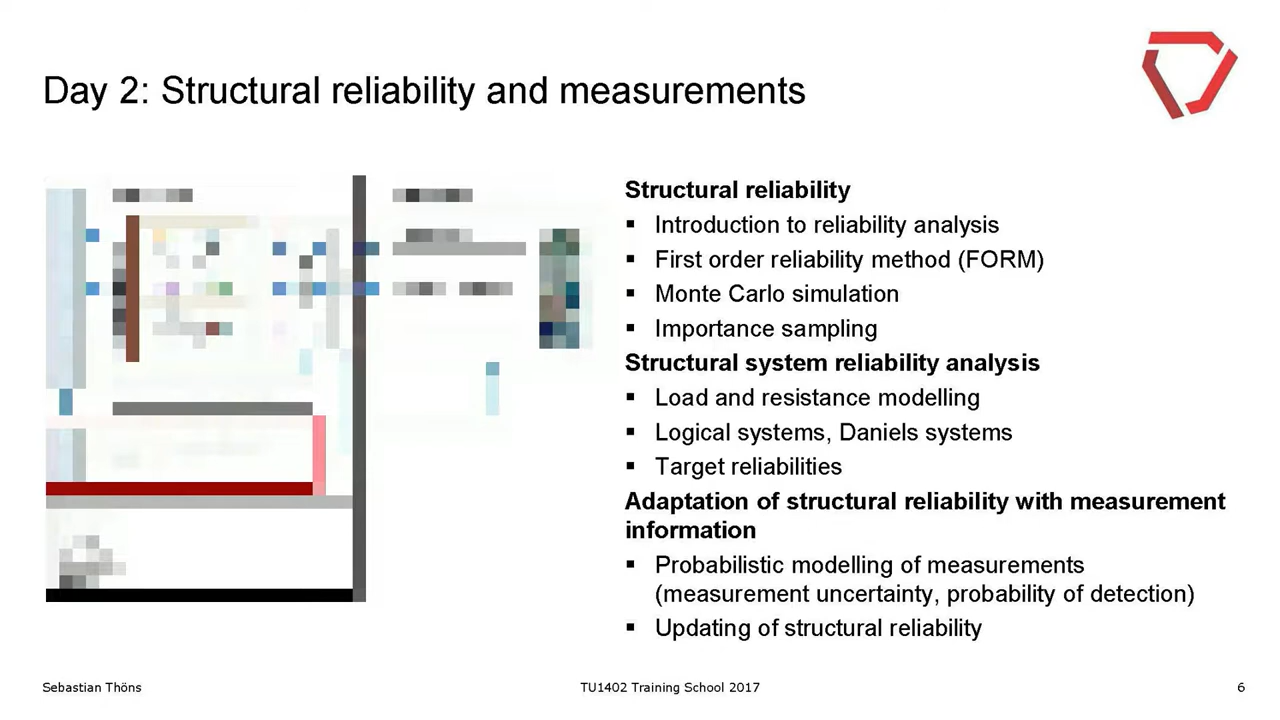 Day 2: Structural reliability and measurements
Structural reliability
▪ Introduction to reliability analysis
▪ First order reliability method (FORM)
▪ Monte Carlo simulation
▪ Importance sampling
Structural system reliability analysis
▪ Load and resistance modelling
▪ Logical systems, Daniels systems
▪ Target reliabilities
Adaptation of structural reliability with measurement
information
▪ Probabilistic modelling of measurements
(measurement uncertainty, probability of detection)
▪ Updating of structural reliability
Sebastian Thöns
TU1402 Training School 2017
6